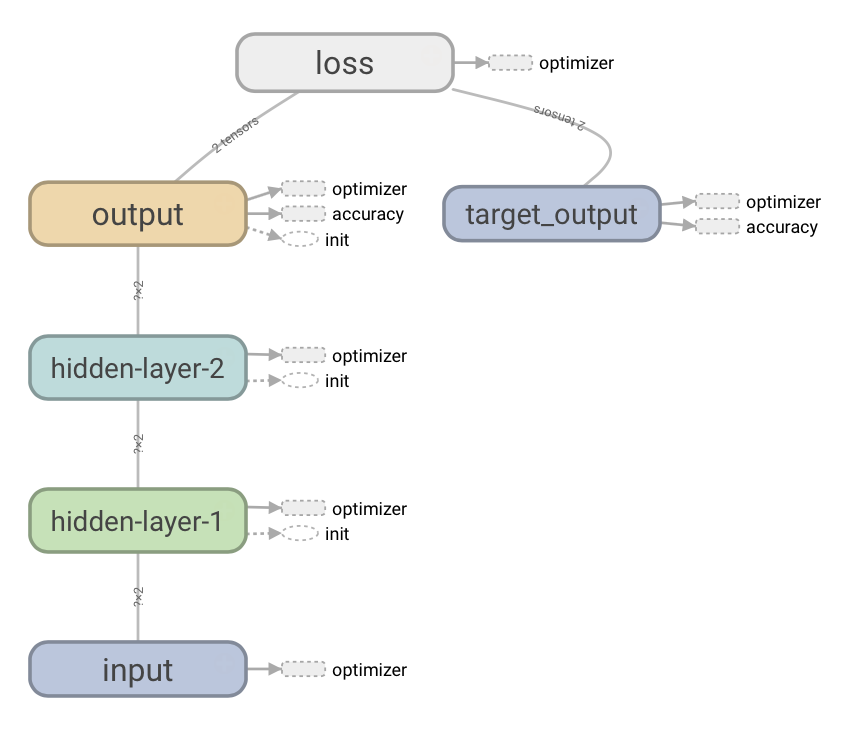 loss
optimizer
2 tensors
2 tensors
output
optimizer
accuracy
init
target_output
optimizer
accuracy
?×2
hidden-layer-2
optimizer
init
?×2
hidden-layer-1
optimizer
init
?×2
input
optimizer